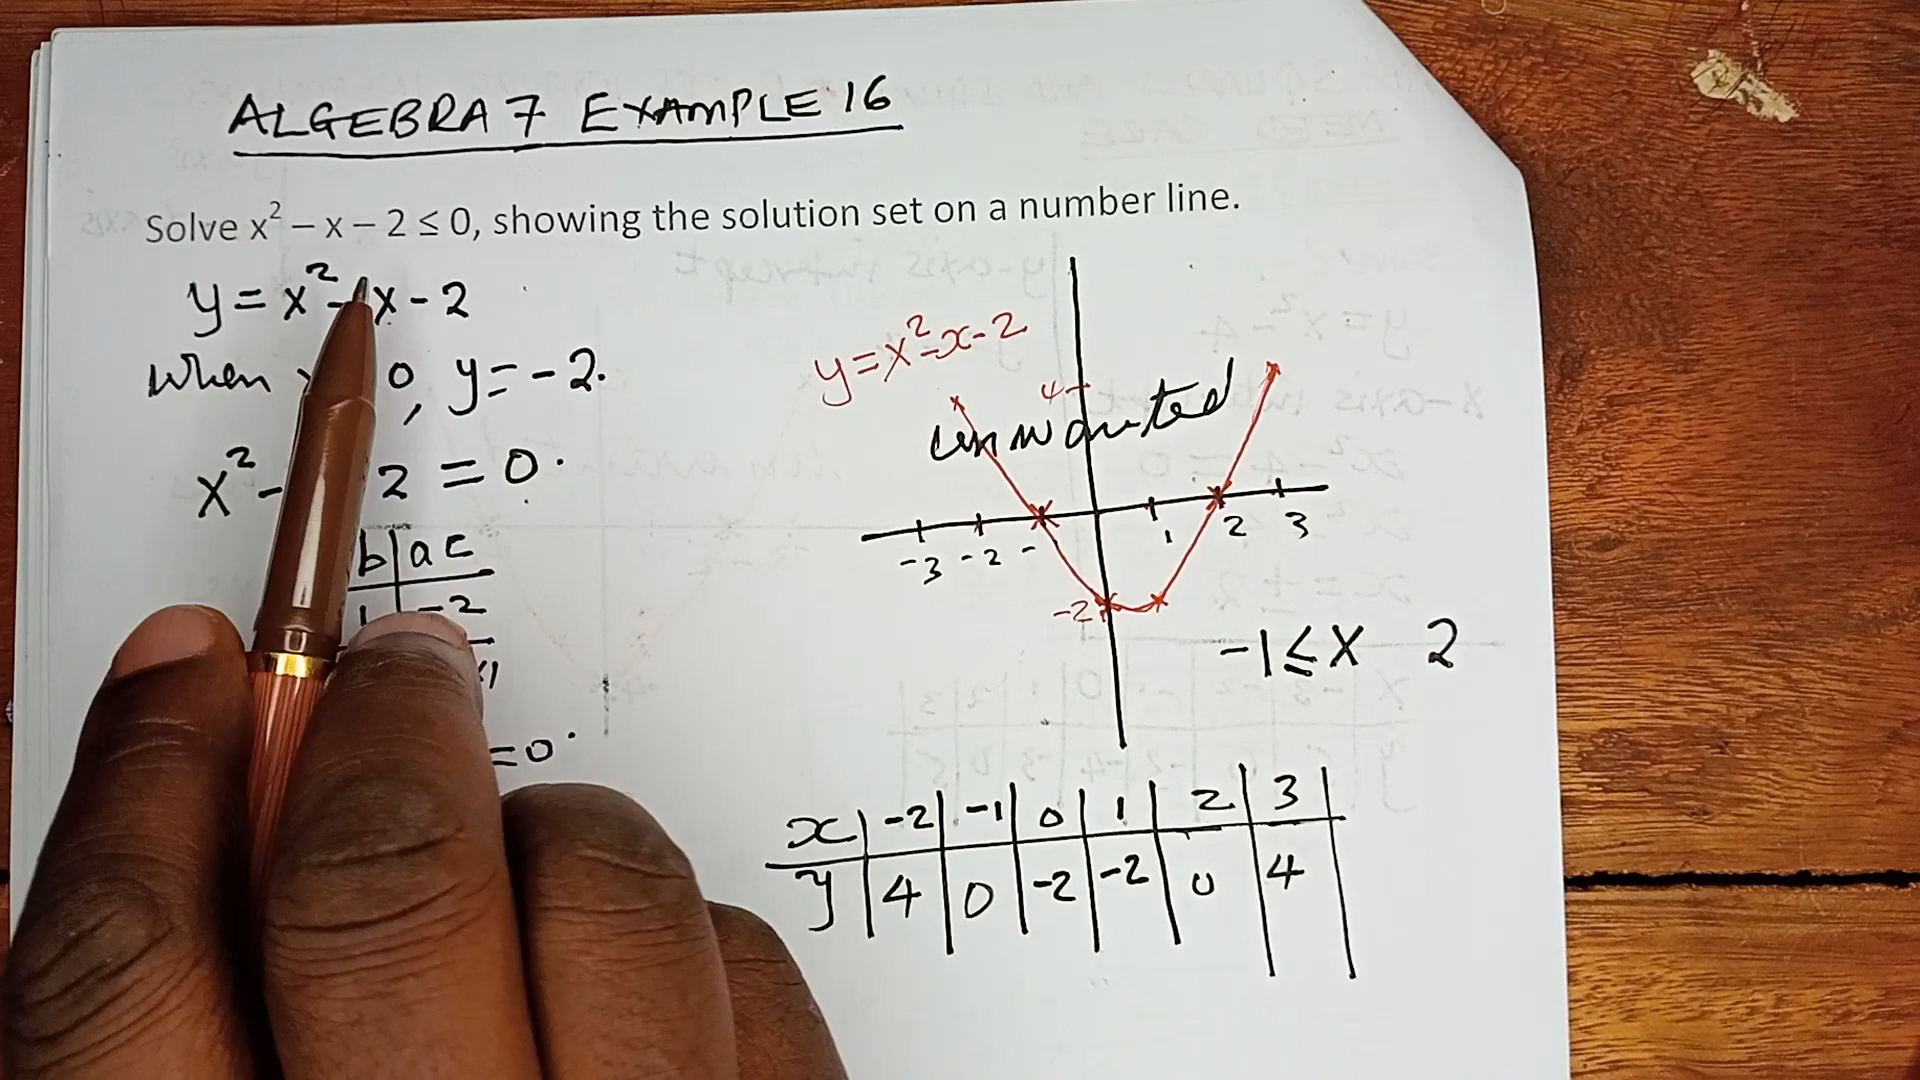 ALGEBRA 7 EXAMPLE 16
Solve x² – x – 2 ≤ 0, showing the solution set on a number line.
y = x² - x - 2
When 0, y = -2.
x² - 2 = 0.
b | a c
1 | -2
= 0.
y = x² - x - 2
4
unwanted
-3 -2 - 1 2 3
-2
-1 ≤ x 2
x | -2 | -1 | 0 | 1 | 2 | 3
y | 4 | 0 | -2 | -2 | 0 | 4